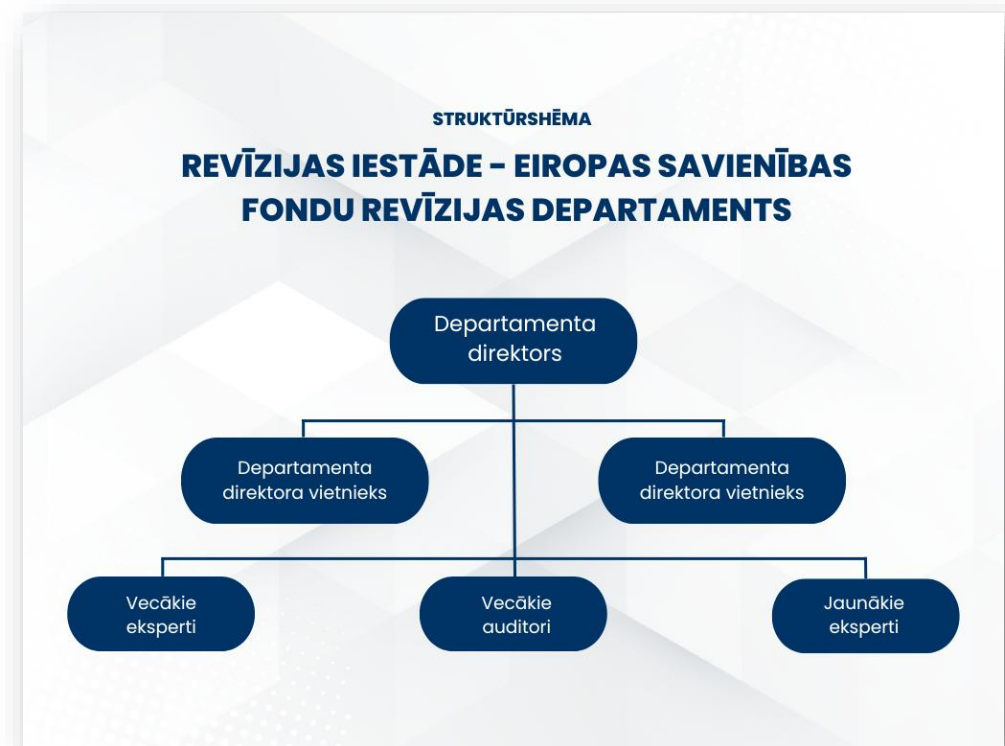 STRUKTŪRSHĒMA
REVĪZIJAS IESTĀDE – EIROPAS SAVIENĪBAS
FONDU REVĪZIJAS DEPARTAMENTS
Departamenta
direktors
Departamenta
direktora vietnieks
Departamenta
direktora vietnieks
Vecākie
eksperti
Vecākie
auditori
Jaunākie
eksperti